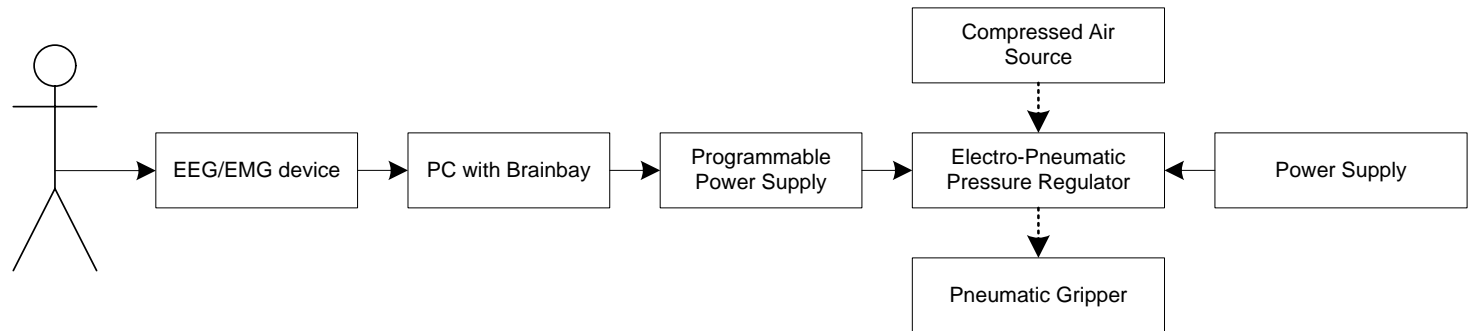 Compressed Air
Source
EEG/EMG device
PC with Brainbay
Programmable
Power Supply
Electro-Pneumatic
Pressure Regulator
Power Supply
Pneumatic Gripper